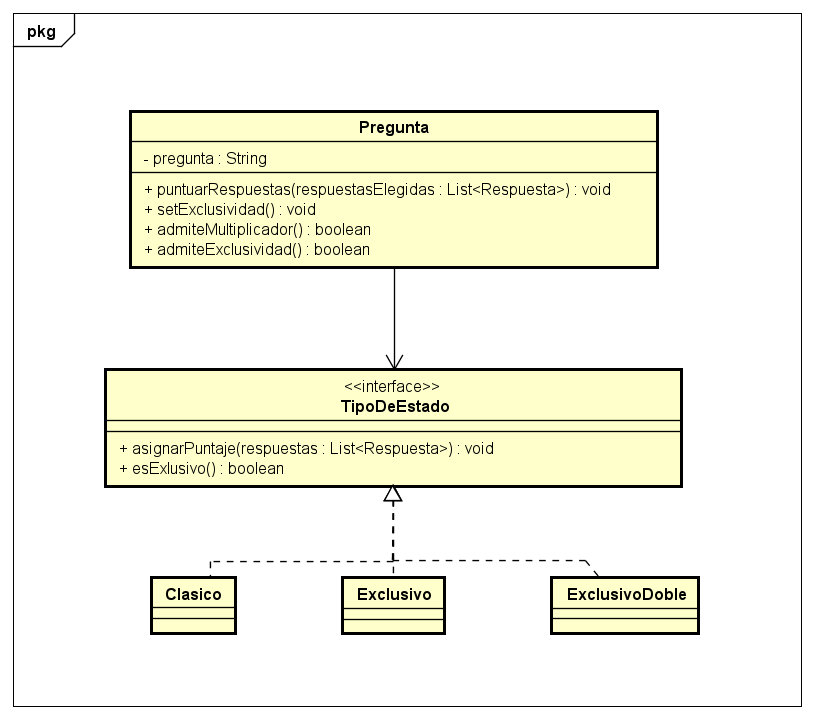 pkg
Pregunta
- pregunta : String
+ puntuarRespuestas(respuestasElegidas : List<Respuesta>) : void
+ setExclusividad() : void
+ admiteMultiplicador() : boolean
+ admiteExclusividad() : boolean
<<interface>>
TipoDeEstado
+ asignarPuntaje(respuestas : List<Respuesta>) : void
+ esExlusivo() : boolean
Clasico
Exclusivo
ExclusivoDoble